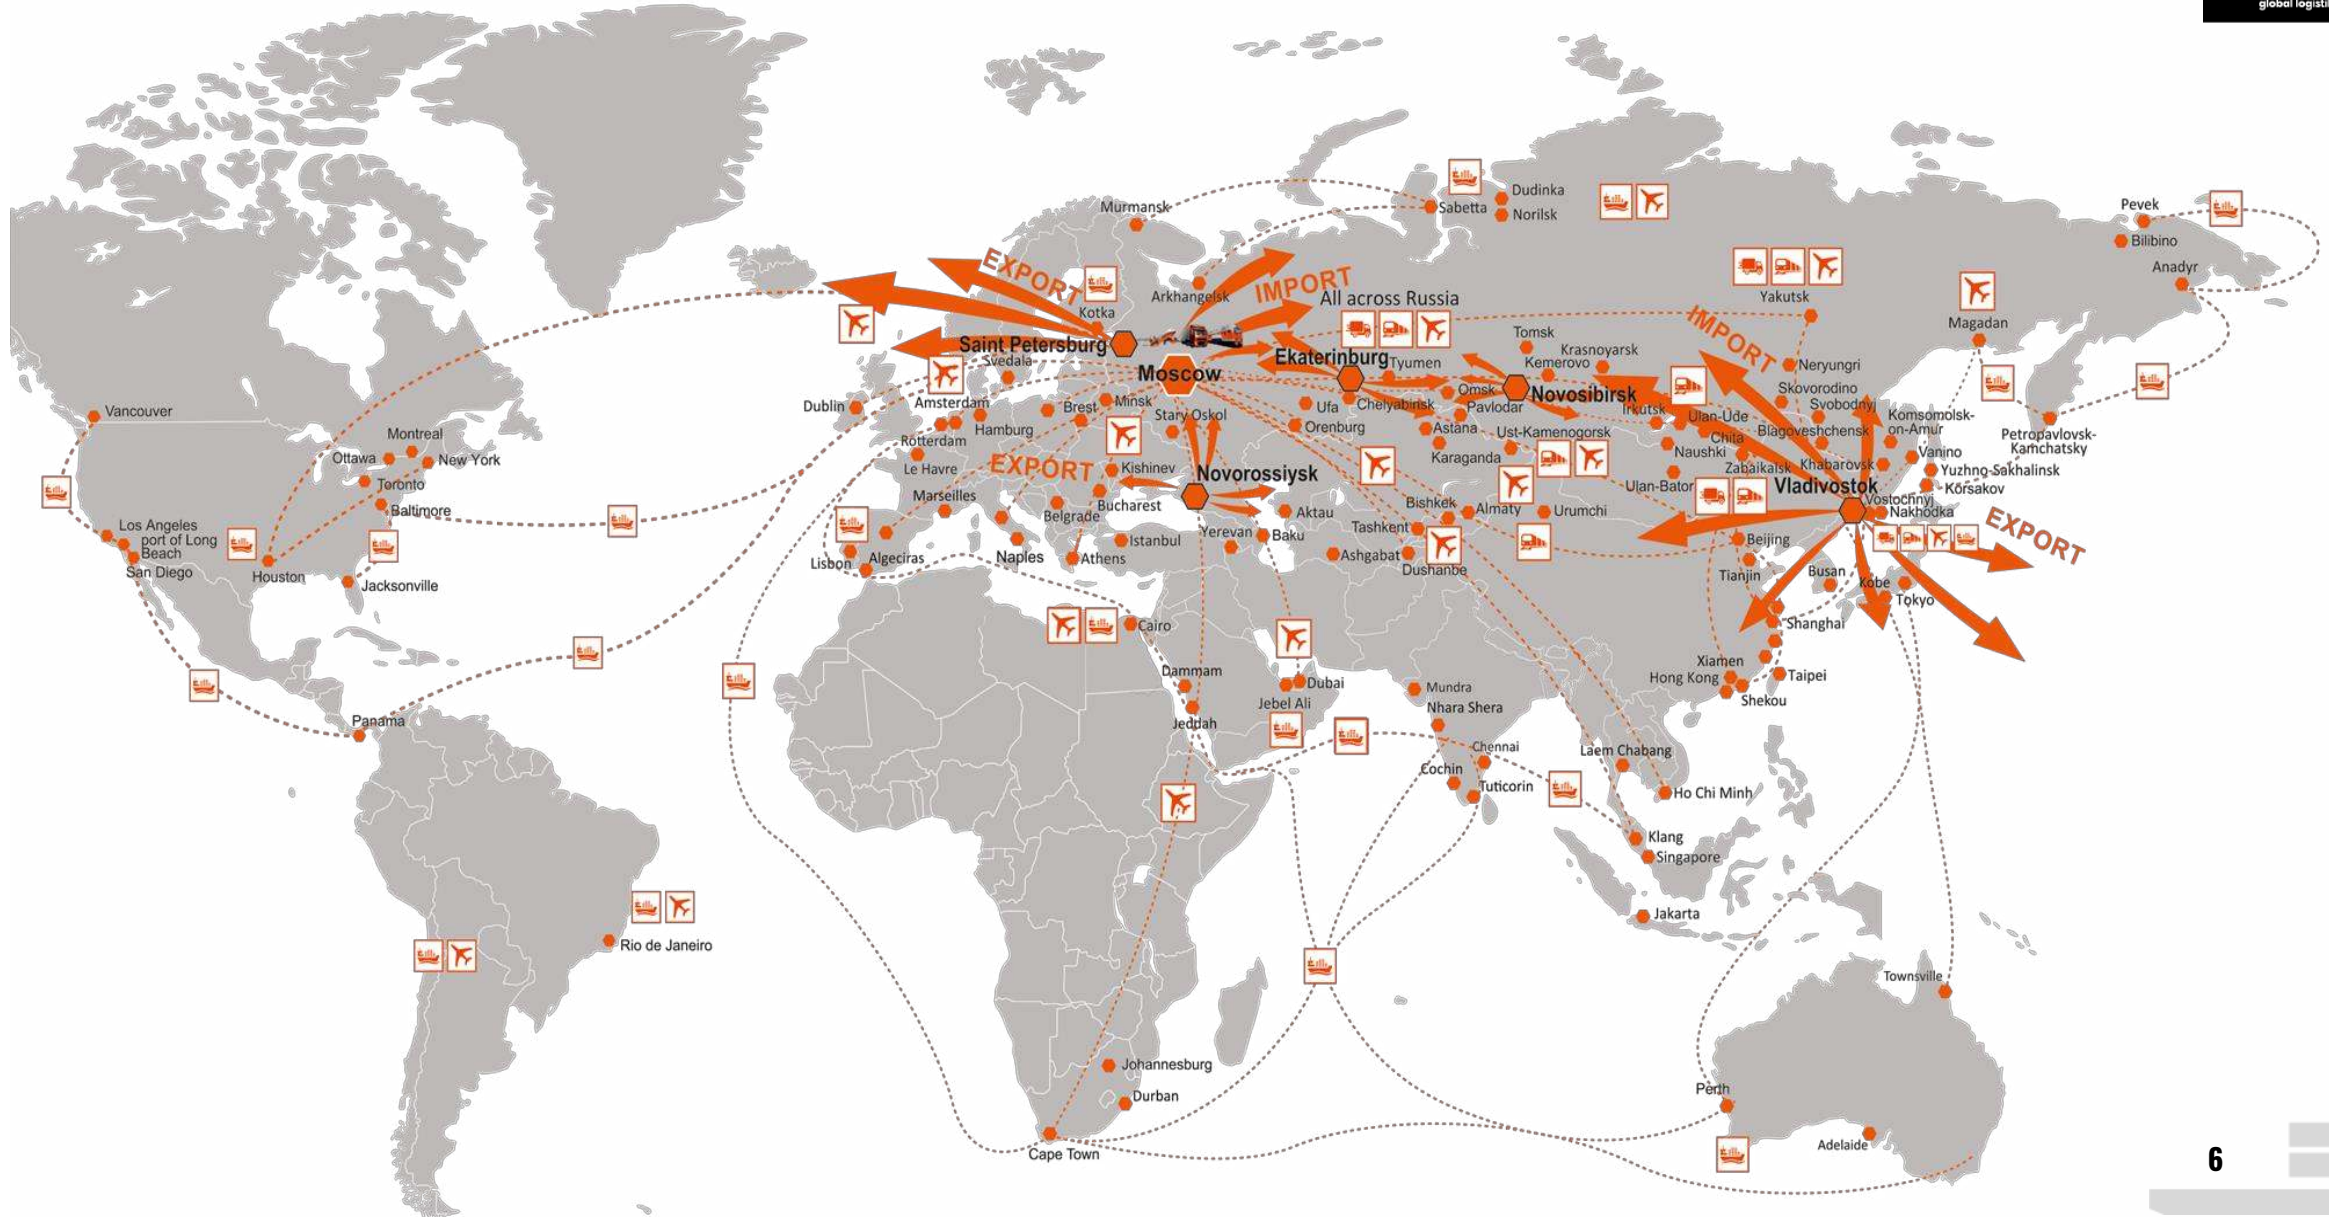 global logisti
Dudinka
Sabetta
Norilsk
Murmansk
Pevek
Bilibino
Anadyr
EXPORT
IMPORT
Arkhangelsk
All across Russia
Yakutsk
Magadan
Kotka
IMPORT
Saint Petersburg
Svedala
Moscow
Ekaterinburg
Tyumen
Tomsk
Krasnoyarsk
Kemerovo
Neryungri
Skovorodino
Svobodnyj
Omsk
Novosibirsk
Pavlodar
Chelyabinsk
Ufa
Orenburg
Irkutsk
Ulan-Ude
Chita
Blagoveshchensk
Komsomolsk-
on-Amur
Petropavlovsk-
Kamchatsky
Dublin
Amsterdam
Brest
Minsk
Stary Oskol
Rotterdam
Hamburg
Le Havre
Astana
Karaganda
Ust-Kamenogorsk
Naushki
Zabaikalsk
Khabarovsk
Vanino
Yuzhno-Sakhalinsk
Korsakov
Ulan-Bator
Vladivostok
Vostochnyj
Nakhodka
EXPORT
EXPORT
Kishinev
Novorossiysk
Marseilles
Bucharest
Belgrade
Aktau
Bishkek
Almaty
Urumchi
Tashkent
Yerevan
Baku
Istanbul
Ashgabat
Dushanbe
Lisbon
Algeciras
Naples
Athens
Beijing
Tianjin
Busan
Kobe
Tokyo
Vancouver
Montreal
Ottawa
New York
Toronto
Baltimore
Los Angeles
port of Long
Beach
San Diego
Houston
Jacksonville
Panama
Cairo
Shanghai
Dammam
Dubai
Jebel Ali
Jeddah
Mundra
Nhara Shera
Xiamen
Hong Kong
Taipei
Shekou
Chennai
Cochin
Tuticorin
Laem Chabang
Ho Chi Minh
Klang
Singapore
Jakarta
Rio de Janeiro
Townsville
Johannesburg
Durban
Cape Town
Perth
Adelaide
6